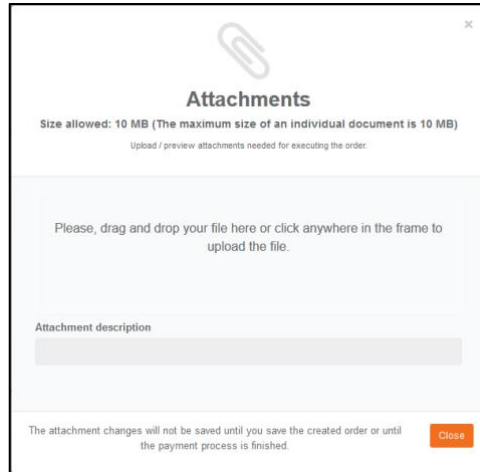 ×
Attachments
Size allowed: 10 MB (The maximum size of an individual document is 10 MB)
Upload / preview attachments needed for executing the order.
Please, drag and drop your file here or click anywhere in the frame to
upload the file.
Attachment description
The attachment changes will not be saved until you save the created order or until
the payment process is finished.
Close